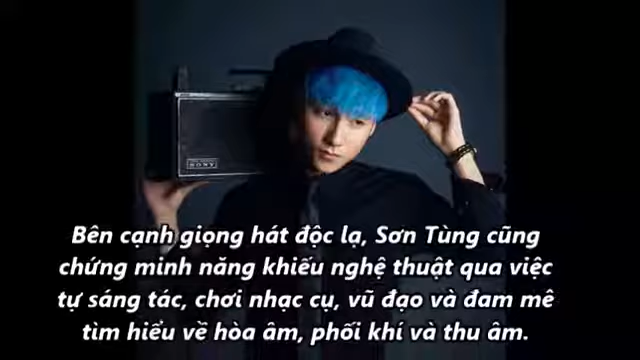 SONY
Bên cạnh giọng hát độc lạ, Sơn Tùng cũng
chứng minh năng khiếu nghệ thuật qua việc
tự sáng tác, chơi nhạc cụ, vũ đạo và đam mê
tìm hiểu về hòa âm, phối khí và thu âm.